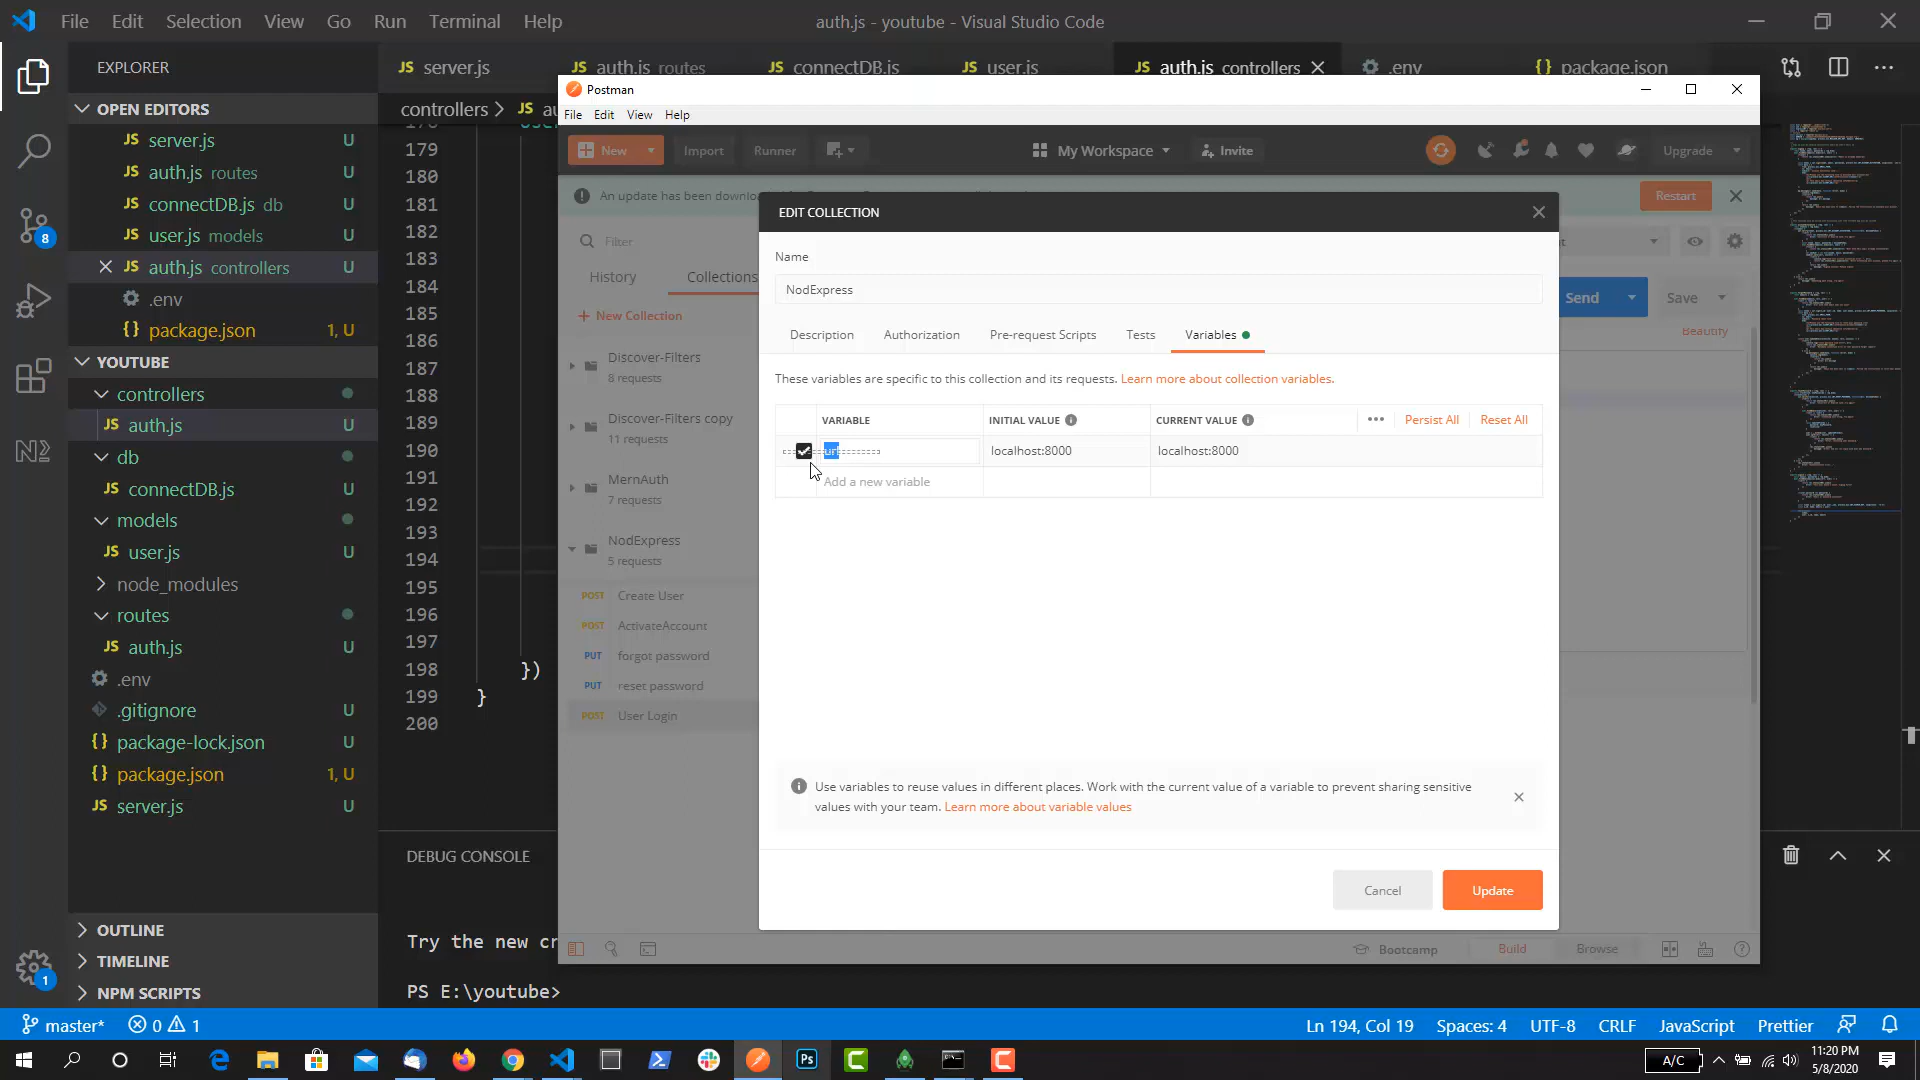 File Edit Selection View Go Run Terminal Help
auth.js - youtube - Visual Studio Code
EXPLORER
JS server.js
JS auth.js routes
JS connectDB.js
JS user.js
JS auth.js controllers
.env
{} package.json
OPEN EDITORS
JS server.js U
JS auth.js routes U
JS connectDB.js db U
JS user.js models U
JS auth.js controllers U
.env
{} package.json 1, U
YOUTUBE
controllers
JS auth.js U
db
JS connectDB.js U
models
JS user.js U
node_modules
routes
JS auth.js U
.env
.gitignore U
{} package-lock.json U
{} package.json 1, U
JS server.js U
OUTLINE
TIMELINE
NPM SCRIPTS
8
1
controllers > JS
179
180
181
182
183
184
185
186
187
188
189
190
191
192
193
194
195
196
197
198 })
199 }
200
DEBUG CONSOLE
Try the new
PS E:\youtube>
Postman
File Edit View Help
New
Import
Runner
My Workspace
Invite
Upgrade
An update has been
Restart
Filter
History
Collections
+ New Collection
Discover-Filters
8 requests
Discover-Filters copy
11 requests
MernAuth
7 requests
NodExpress
5 requests
POST Create User
POST ActivateAccount
PUT forgot password
PUT reset password
POST User Login
Send
Save
Beautify
EDIT COLLECTION
Name
NodExpress
Description
Authorization
Pre-request Scripts
Tests
Variables
These variables are specific to this collection and its requests. Learn more about collection variables.
VARIABLE
INITIAL VALUE
CURRENT VALUE
Persist All
Reset All
url
localhost:8000
localhost:8000
Add a new variable
Use variables to reuse values in different places. Work with the current value of a variable to prevent sharing sensitive
values with your team. Learn more about variable values
Cancel
Update
Bootcamp
Build
Browse
master*
0
1
Ln 194, Col 19
Spaces: 4
UTF-8
CRLF
JavaScript
Prettier
A/C
11:20 PM
5/8/2020